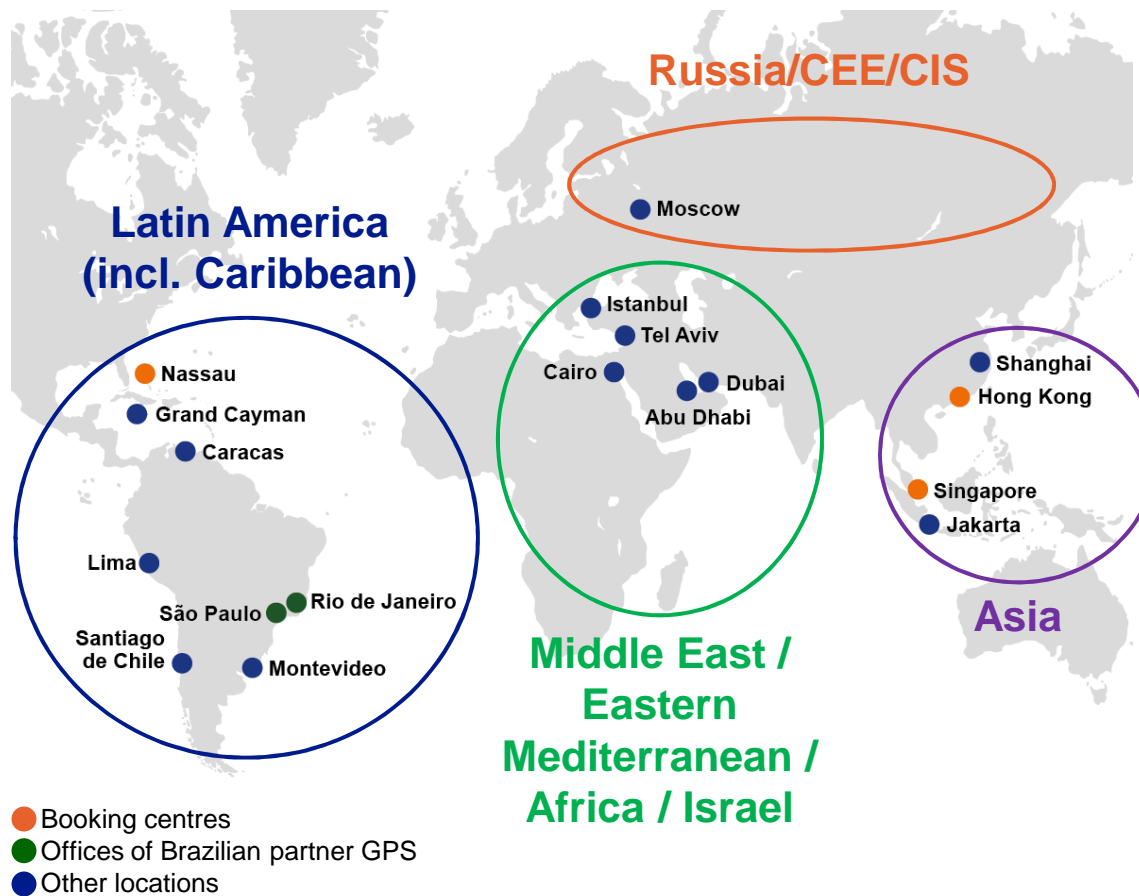 Russia/CEE/CIS
Moscow
Latin America
(incl. Caribbean)
Nassau
Grand Cayman
Caracas
Lima
Rio de Janeiro
São Paulo
Santiago
de Chile
Montevideo
Istanbul
Tel Aviv
Cairo
Dubai
Abu Dhabi
Middle East /
Eastern
Mediterranean /
Africa / Israel
Shanghai
Hong Kong
Singapore
Jakarta
Asia
Booking centres
Offices of Brazilian partner GPS
Other locations